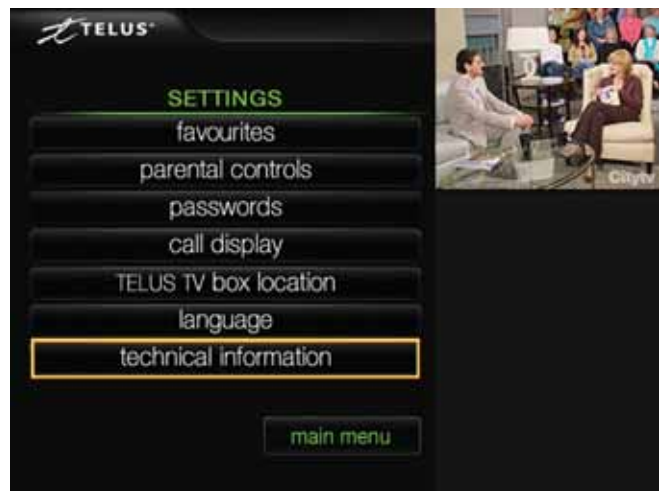 TELUS
SETTINGS
favourites
parental controls
passwords
call display
TELUS TV box location
language
technical information
main menu
Citytv